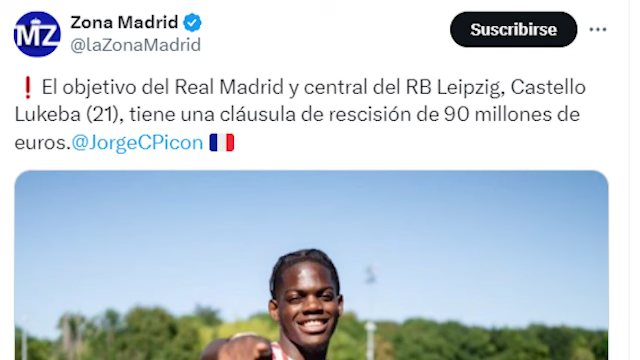 MZ
Zona Madrid
@laZonaMadrid
Suscribirse
❗El objetivo del Real Madrid y central del RB Leipzig, Castello
Lukeba (21), tiene una cláusula de rescisión de 90 millones de
euros.@JorgeCPicon 🇫🇷